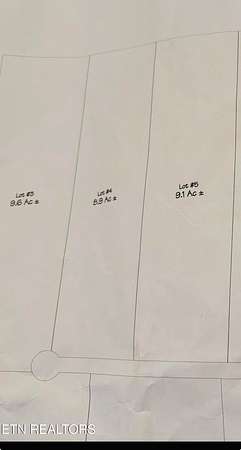 Lot #3
9.6 Ac ±
Lot #4
8.9 Ac ±
Lot #5
9.1 Ac ±
ETN REALTORS